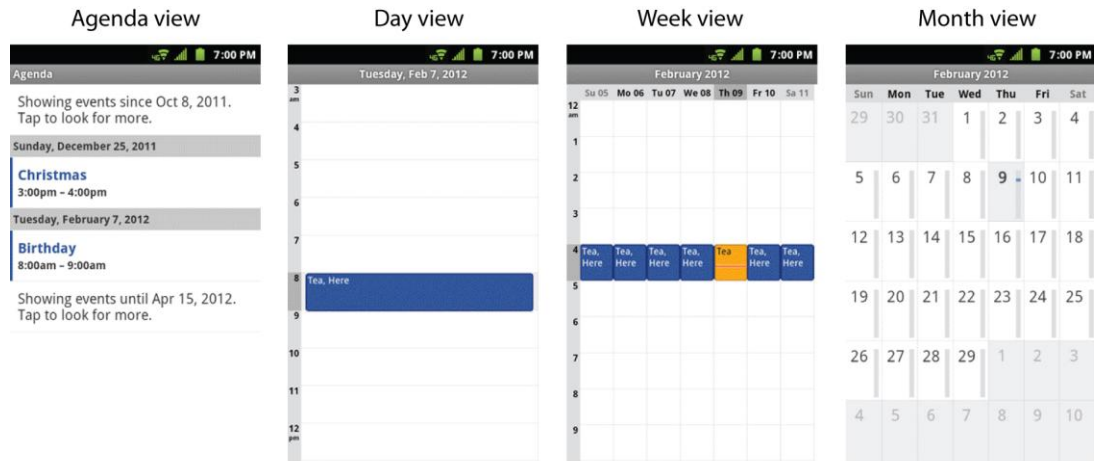 Agenda view
7:00 PM
Agenda
Showing events since Oct 8, 2011.
Tap to look for more.
Sunday, December 25, 2011
Christmas
3:00pm – 4:00pm
Tuesday, February 7, 2012
Birthday
8:00am – 9:00am
Showing events until Apr 15, 2012.
Tap to look for more.
Day view
7:00 PM
Tuesday, Feb 7, 2012
3
am
4
5
6
7
8
Tea, Here
9
10
11
12
pm
Week view
7:00 PM
February 2012
Su 05 Mo 06 Tu 07 We 08 Th 09 Fr 10 Sa 11
12
am
1
2
3
4
Tea, Tea, Tea, Tea, Tea Tea, Tea,
Here Here Here Here Here Here
5
6
7
8
9
Month view
7:00 PM
February 2012
Sun Mon Tue Wed Thu Fri Sat
29 30 31 1 2 3 4
5 6 7 8 9 10 11
12 13 14 15 16 17 18
19 20 21 22 23 24 25
26 27 28 29 1 2 3
4 5 6 7 8 9 10